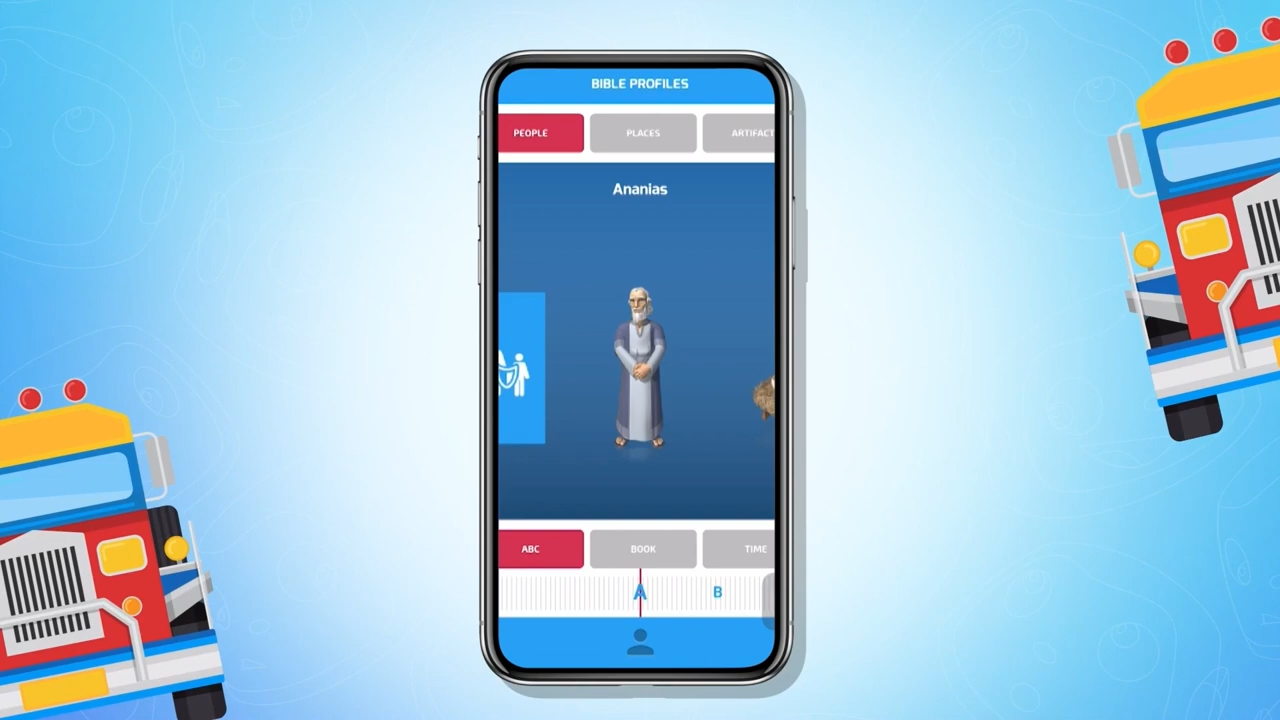 BIBLE PROFILES
PEOPLE PLACES ARTIFACT
Ananias
ABC BOOK TIME
A B